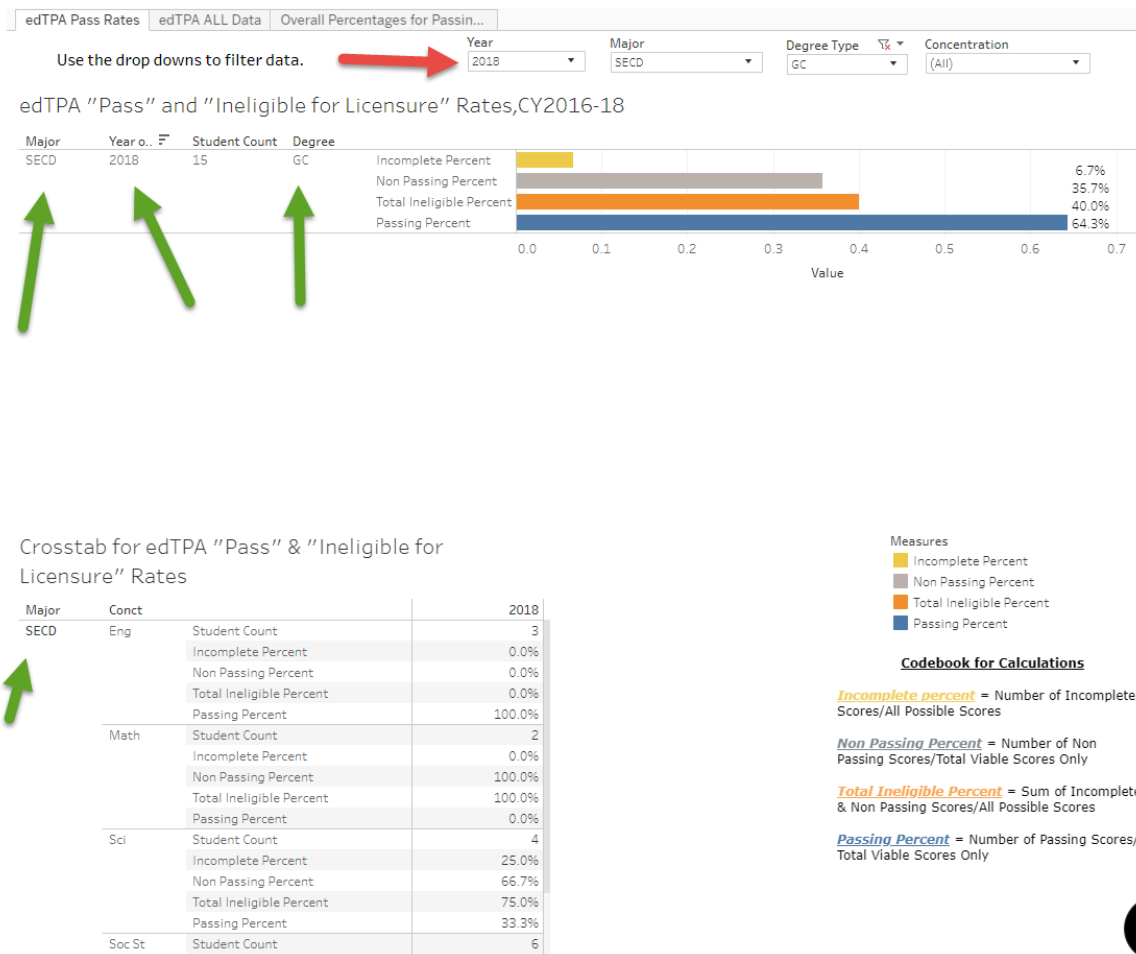 edTPA Pass Rates edTPA ALL Data Overall Percentages for Passin...
Use the drop downs to filter data.
Year Major Degree Type Concentration
2018 SECD GC (All)
edTPA "Pass" and "Ineligible for Licensure" Rates,CY2016-18
Major Year o.. Student Count Degree
SECD 2018 15 GC Incomplete Percent 6.7%
Non Passing Percent 35.7%
Total Ineligible Percent 40.0%
Passing Percent 64.3%
0.0 0.1 0.2 0.3 0.4 0.5 0.6 0.7
Value
Crosstab for edTPA "Pass" & "Ineligible for
Licensure" Rates
Major Conct 2018
SECD Eng Student Count 3
Incomplete Percent 0.0%
Non Passing Percent 0.0%
Total Ineligible Percent 0.0%
Passing Percent 100.0%
Math Student Count 2
Incomplete Percent 0.0%
Non Passing Percent 100.0%
Total Ineligible Percent 100.0%
Passing Percent 0.0%
Sci Student Count 4
Incomplete Percent 25.0%
Non Passing Percent 66.7%
Total Ineligible Percent 75.0%
Passing Percent 33.3%
Soc St Student Count 6
Measures
Incomplete Percent
Non Passing Percent
Total Ineligible Percent
Passing Percent
Codebook for Calculations
Incomplete percent = Number of Incomplete
Scores/All Possible Scores
Non Passing Percent = Number of Non
Passing Scores/Total Viable Scores Only
Total Ineligible Percent = Sum of Incomplete
& Non Passing Scores/All Possible Scores
Passing Percent = Number of Passing Scores/
Total Viable Scores Only